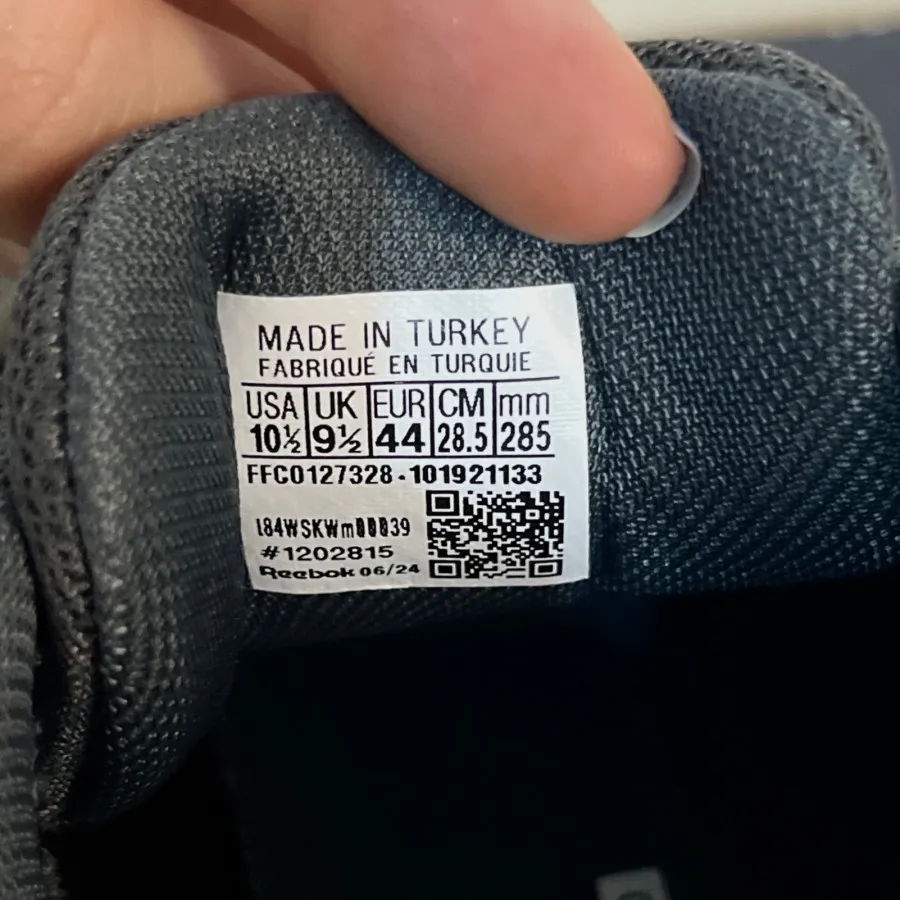 MADE IN TURKEY
FABRIQUÉ EN TURQUIE
USA UK EUR CM mm
10½ 9½ 44 28.5 285
FFC0127328-101921133
#1202815
Reebok 06/24